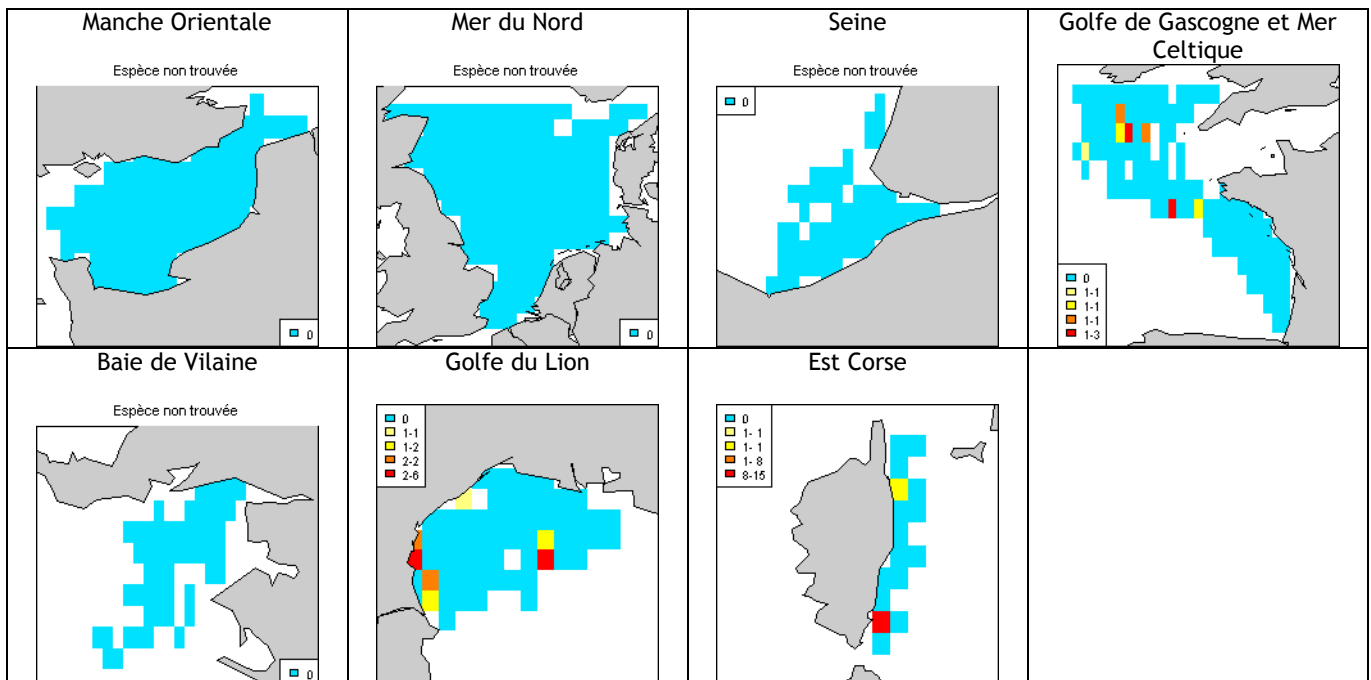 Manche Orientale
Espèce non trouvée
0
Mer du Nord
Espèce non trouvée
0
Seine
Espèce non trouvée
0
Golfe de Gascogne et Mer
Celtique
0
1-1
1-1
1-1
1-3
Baie de Vilaine
Espèce non trouvée
0
Golfe du Lion
0
1-1
1-2
2-2
2-6
Est Corse
0
1- 1
1- 1
1- 8
8-15